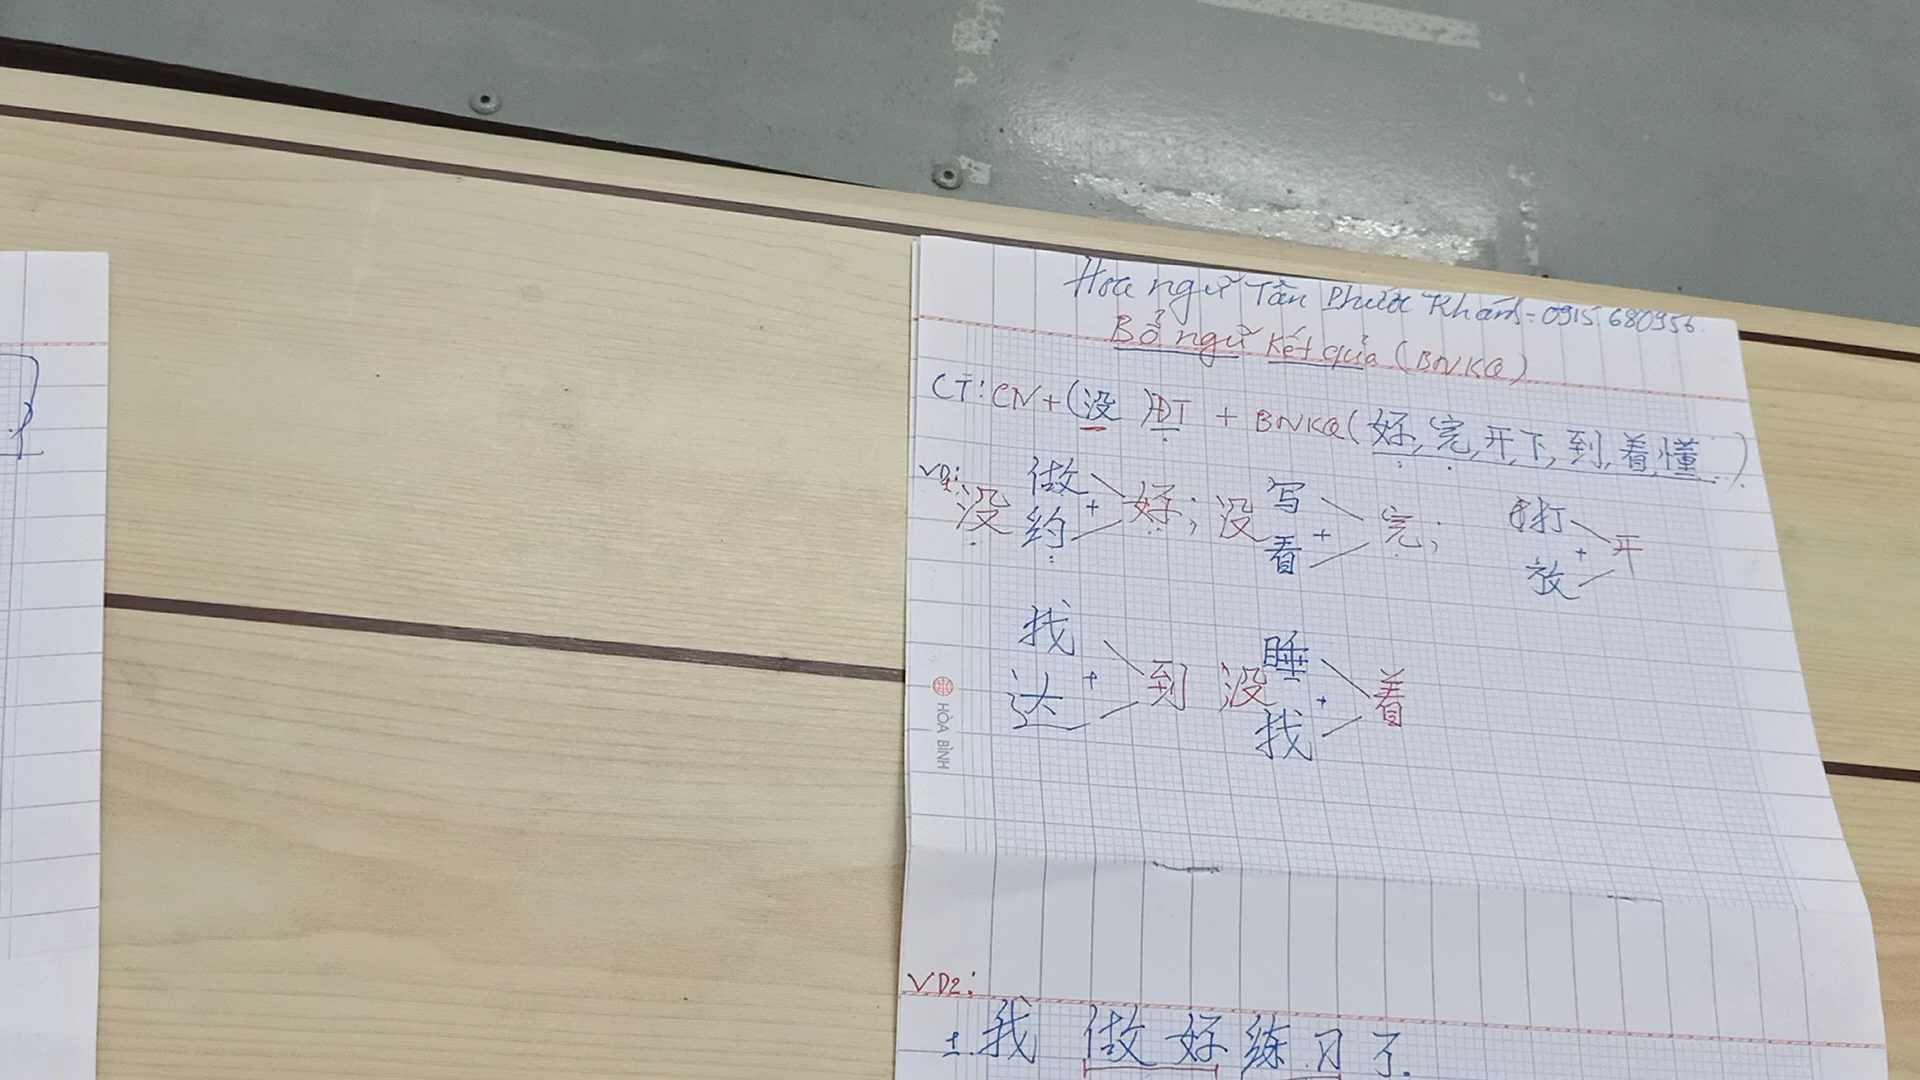 Hoa ngữ Tân Phước Khánh - 0915.680956.
Bổ ngữ kết quả (BNKQ)
CT: CN + (没) ĐT + BNKQ (好, 完, 开, 下, 到, 着, 懂...)
VD1: 没 做 约 + 好; 没 写 看 + 完; 打 放 + 开
找 达 + 到 没 睡 找 + 着
HÒA BÌNH
VD2:
1. 我 做好 练习了.